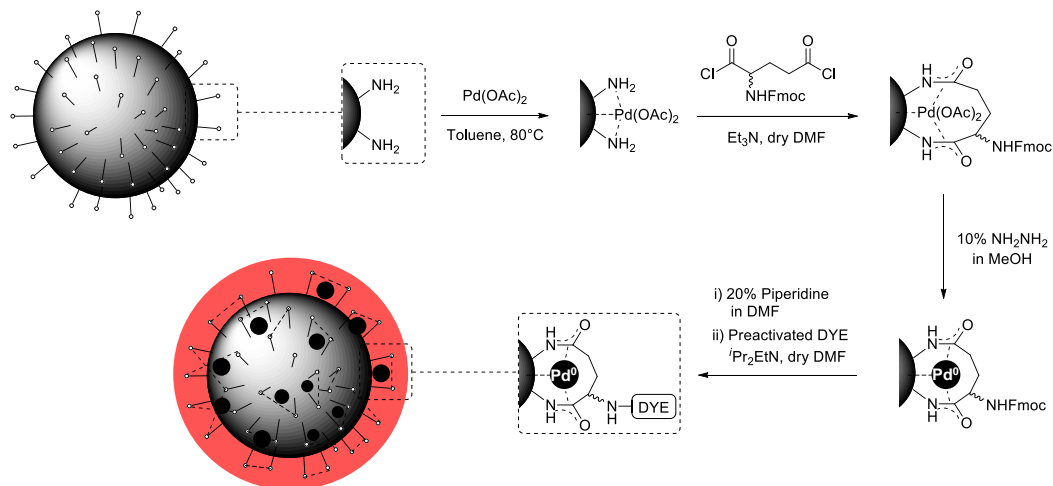 NH₂
NH₂
Pd(OAc)₂
Toluene, 80°C
NH₂
Pd(OAc)₂
NH₂
O
O
Cl
Cl
NHFmoc
Et₃N, dry DMF
H
N
O
Pd(OAc)₂
NH
O
NHFmoc
10% NH₂NH₂
in MeOH
H
N
O
Pd⁰
NH
O
NHFmoc
i) 20% Piperidine
in DMF
ii) Preactivated DYE
ⁱPr₂EtN, dry DMF
H
N
O
Pd⁰
N
H
O
N
H
DYE